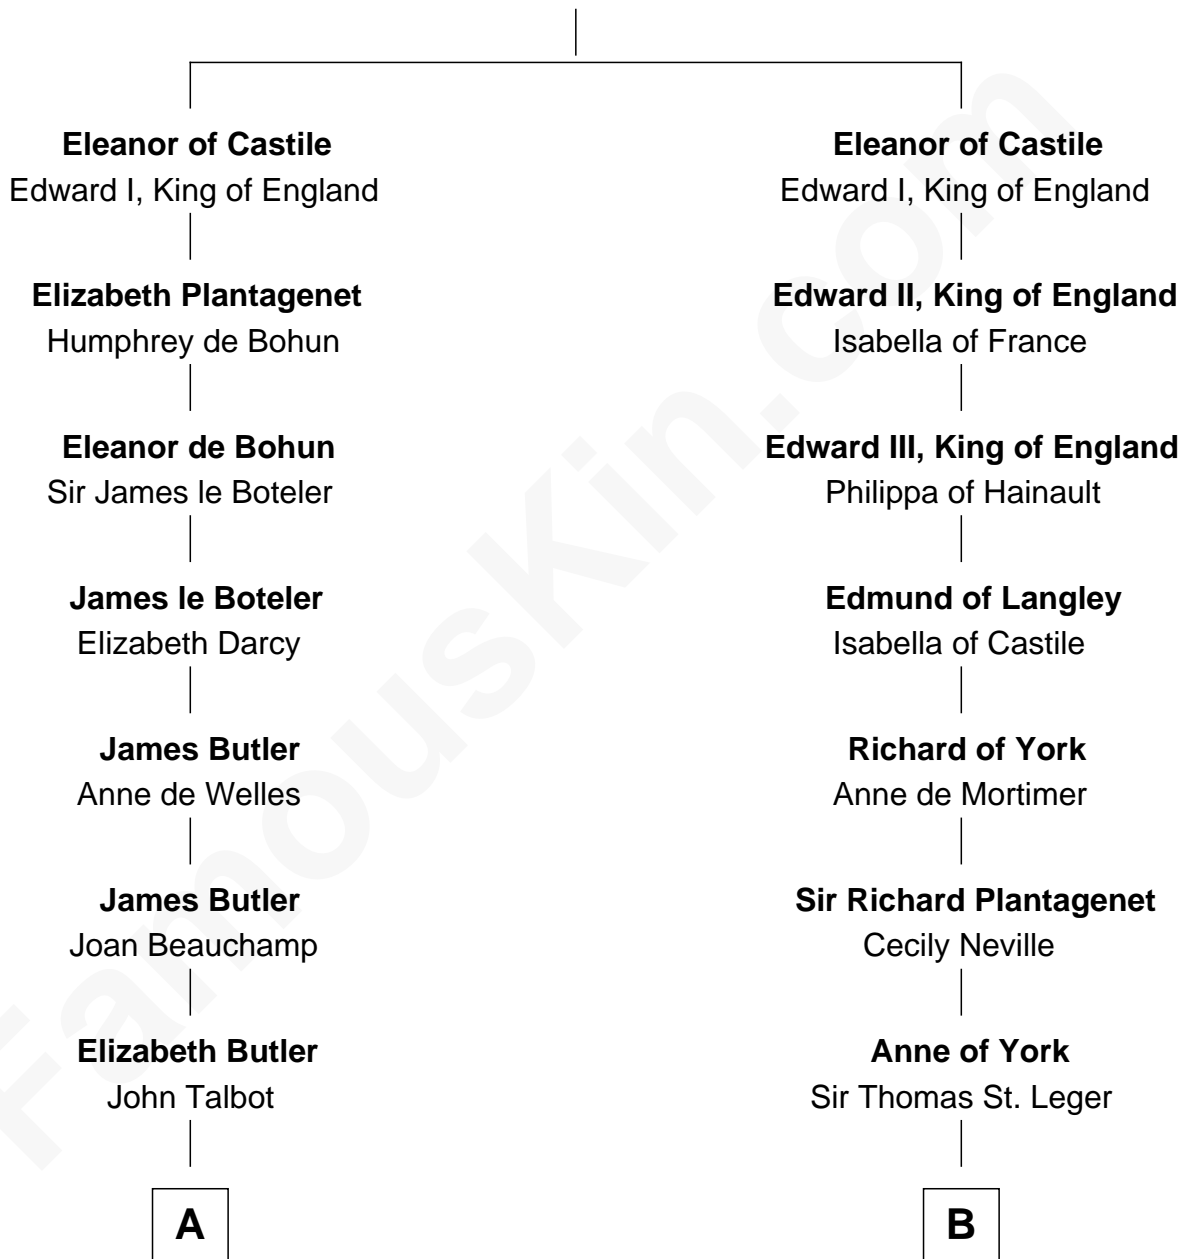 Eleanor of Castile
Edward I, King of England
Elizabeth Plantagenet
Humphrey de Bohun
Eleanor de Bohun
Sir James le Boteler
James le Boteler
Elizabeth Darcy
James Butler
Anne de Welles
James Butler
Joan Beauchamp
Elizabeth Butler
John Talbot
A
Eleanor of Castile
Edward I, King of England
Edward II, King of England
Isabella of France
Edward III, King of England
Philippa of Hainault
Edmund of Langley
Isabella of Castile
Richard of York
Anne de Mortimer
Sir Richard Plantagenet
Cecily Neville
Anne of York
Sir Thomas St. Leger
B
FamousKin.com